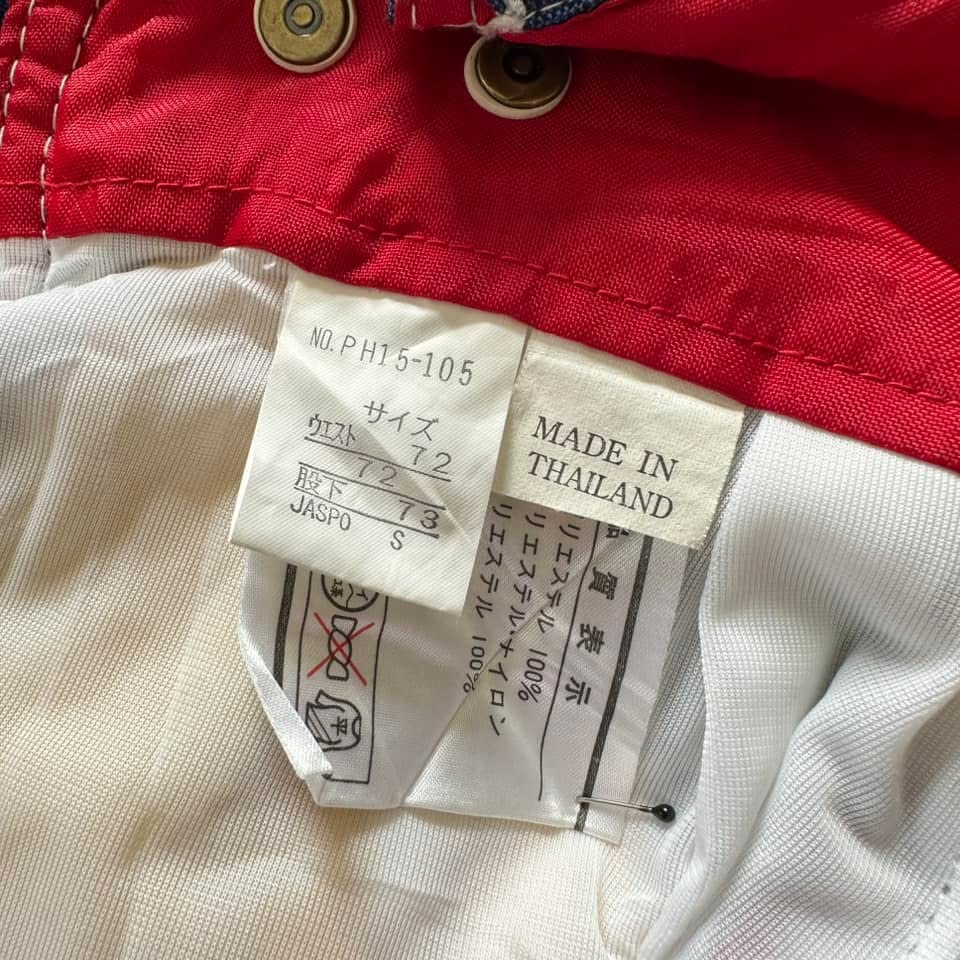 NO. PH15-105
サイズ
ウエスト 72
72
股下 73
JASPO S
MADE IN
THAILAND
質表示
リエステル 100%
リエステル・ナイロン
リエステル 100%
平